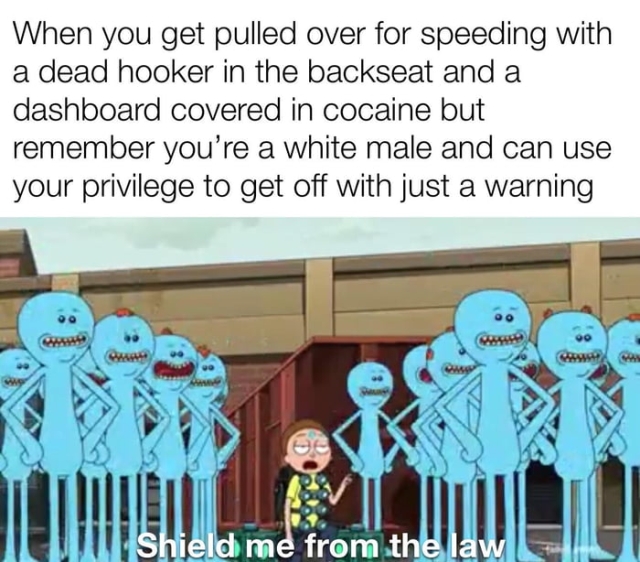 When you get pulled over for speeding with
a dead hooker in the backseat and a
dashboard covered in cocaine but
remember you’re a white male and can use
your privilege to get off with just a warning
Shield me from the law